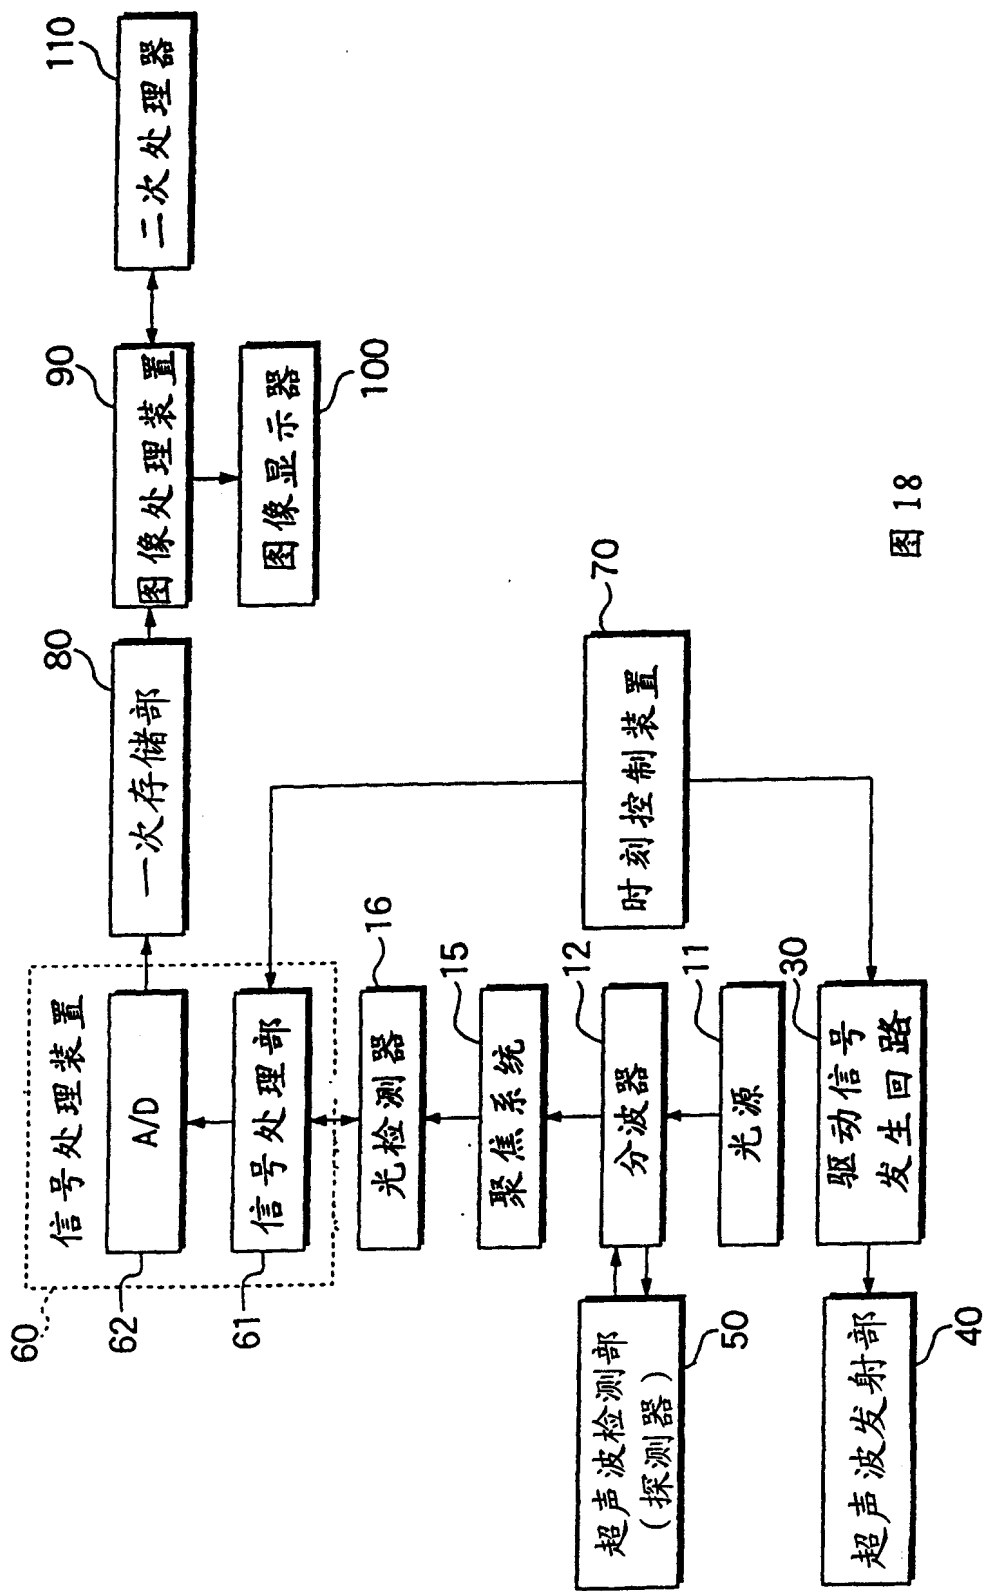 60
信号处理装置
62
A/D
61
信号处理部
16
光检测器
15
聚焦系统
12
分波器
11
光源
30
驱动信号
发生回路
50
超声波检测部
（探测器）
40
超声波发射部
70
时刻控制装置
80
一次存储部
90
图像处理装置
100
图像显示器
110
二次处理器
图 18